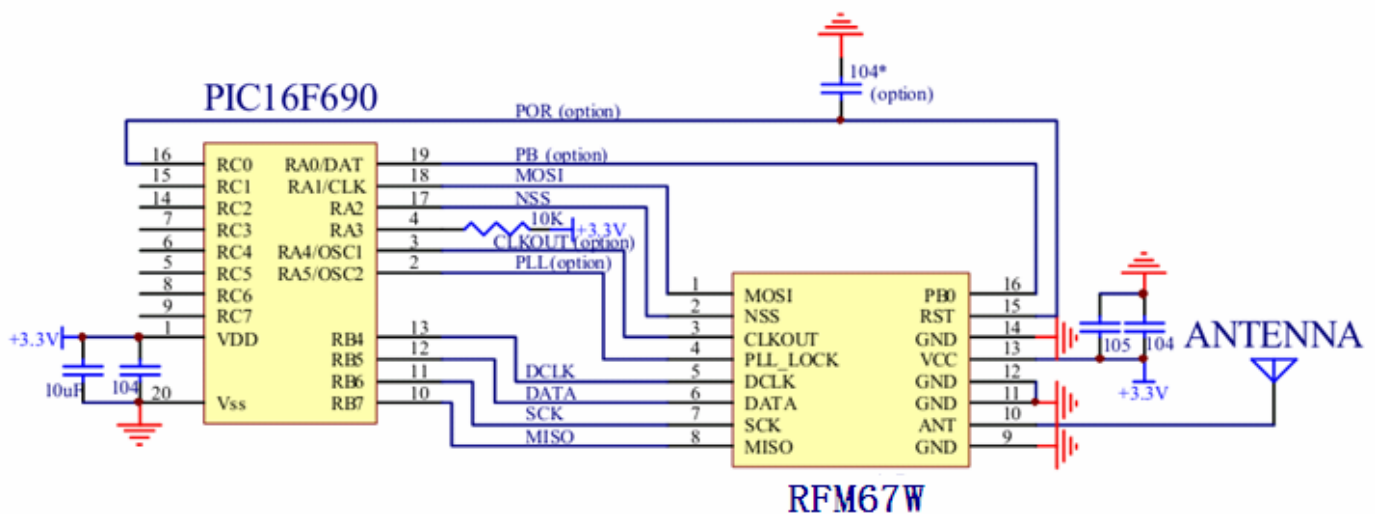 104*
(option)
PIC16F690
POR (option)
16 RC0 RA0/DAT 19 PB (option)
15 RC1 RA1/CLK 18 MOSI
14 RC2 RA2 17 NSS
7 RC3 RA3 4 10K +3.3V
6 RC4 RA4/OSC1 3 CLKOUT (option)
5 RC5 RA5/OSC2 2 PLL(option)
8 RC6
9 RC7
+3.3V 1 VDD RB4 13 DCLK
RB5 12 DATA
RB6 11 SCK
10uF 104 20 Vss RB7 10 MISO
1 MOSI PB0 16
2 NSS RST 15
3 CLKOUT GND 14
4 PLL_LOCK VCC 13
5 DCLK GND 12
6 DATA GND 11
7 SCK ANT 10
8 MISO GND 9
105 104
+3.3V
ANTENNA
RFM67W